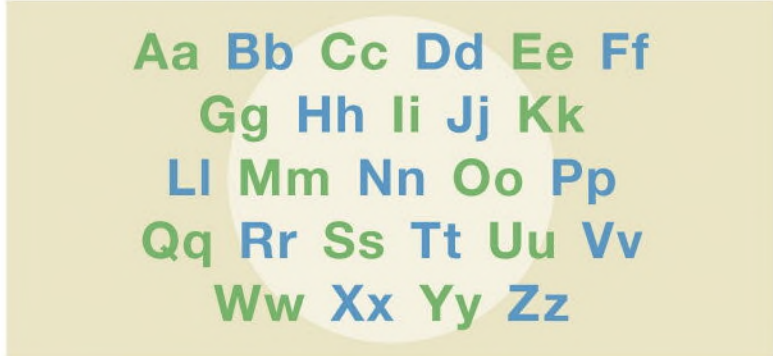 Aa Bb Cc Dd Ee Ff
Gg Hh Ii Jj Kk
Ll Mm Nn Oo Pp
Qq Rr Ss Tt Uu Vv
Ww Xx Yy Zz